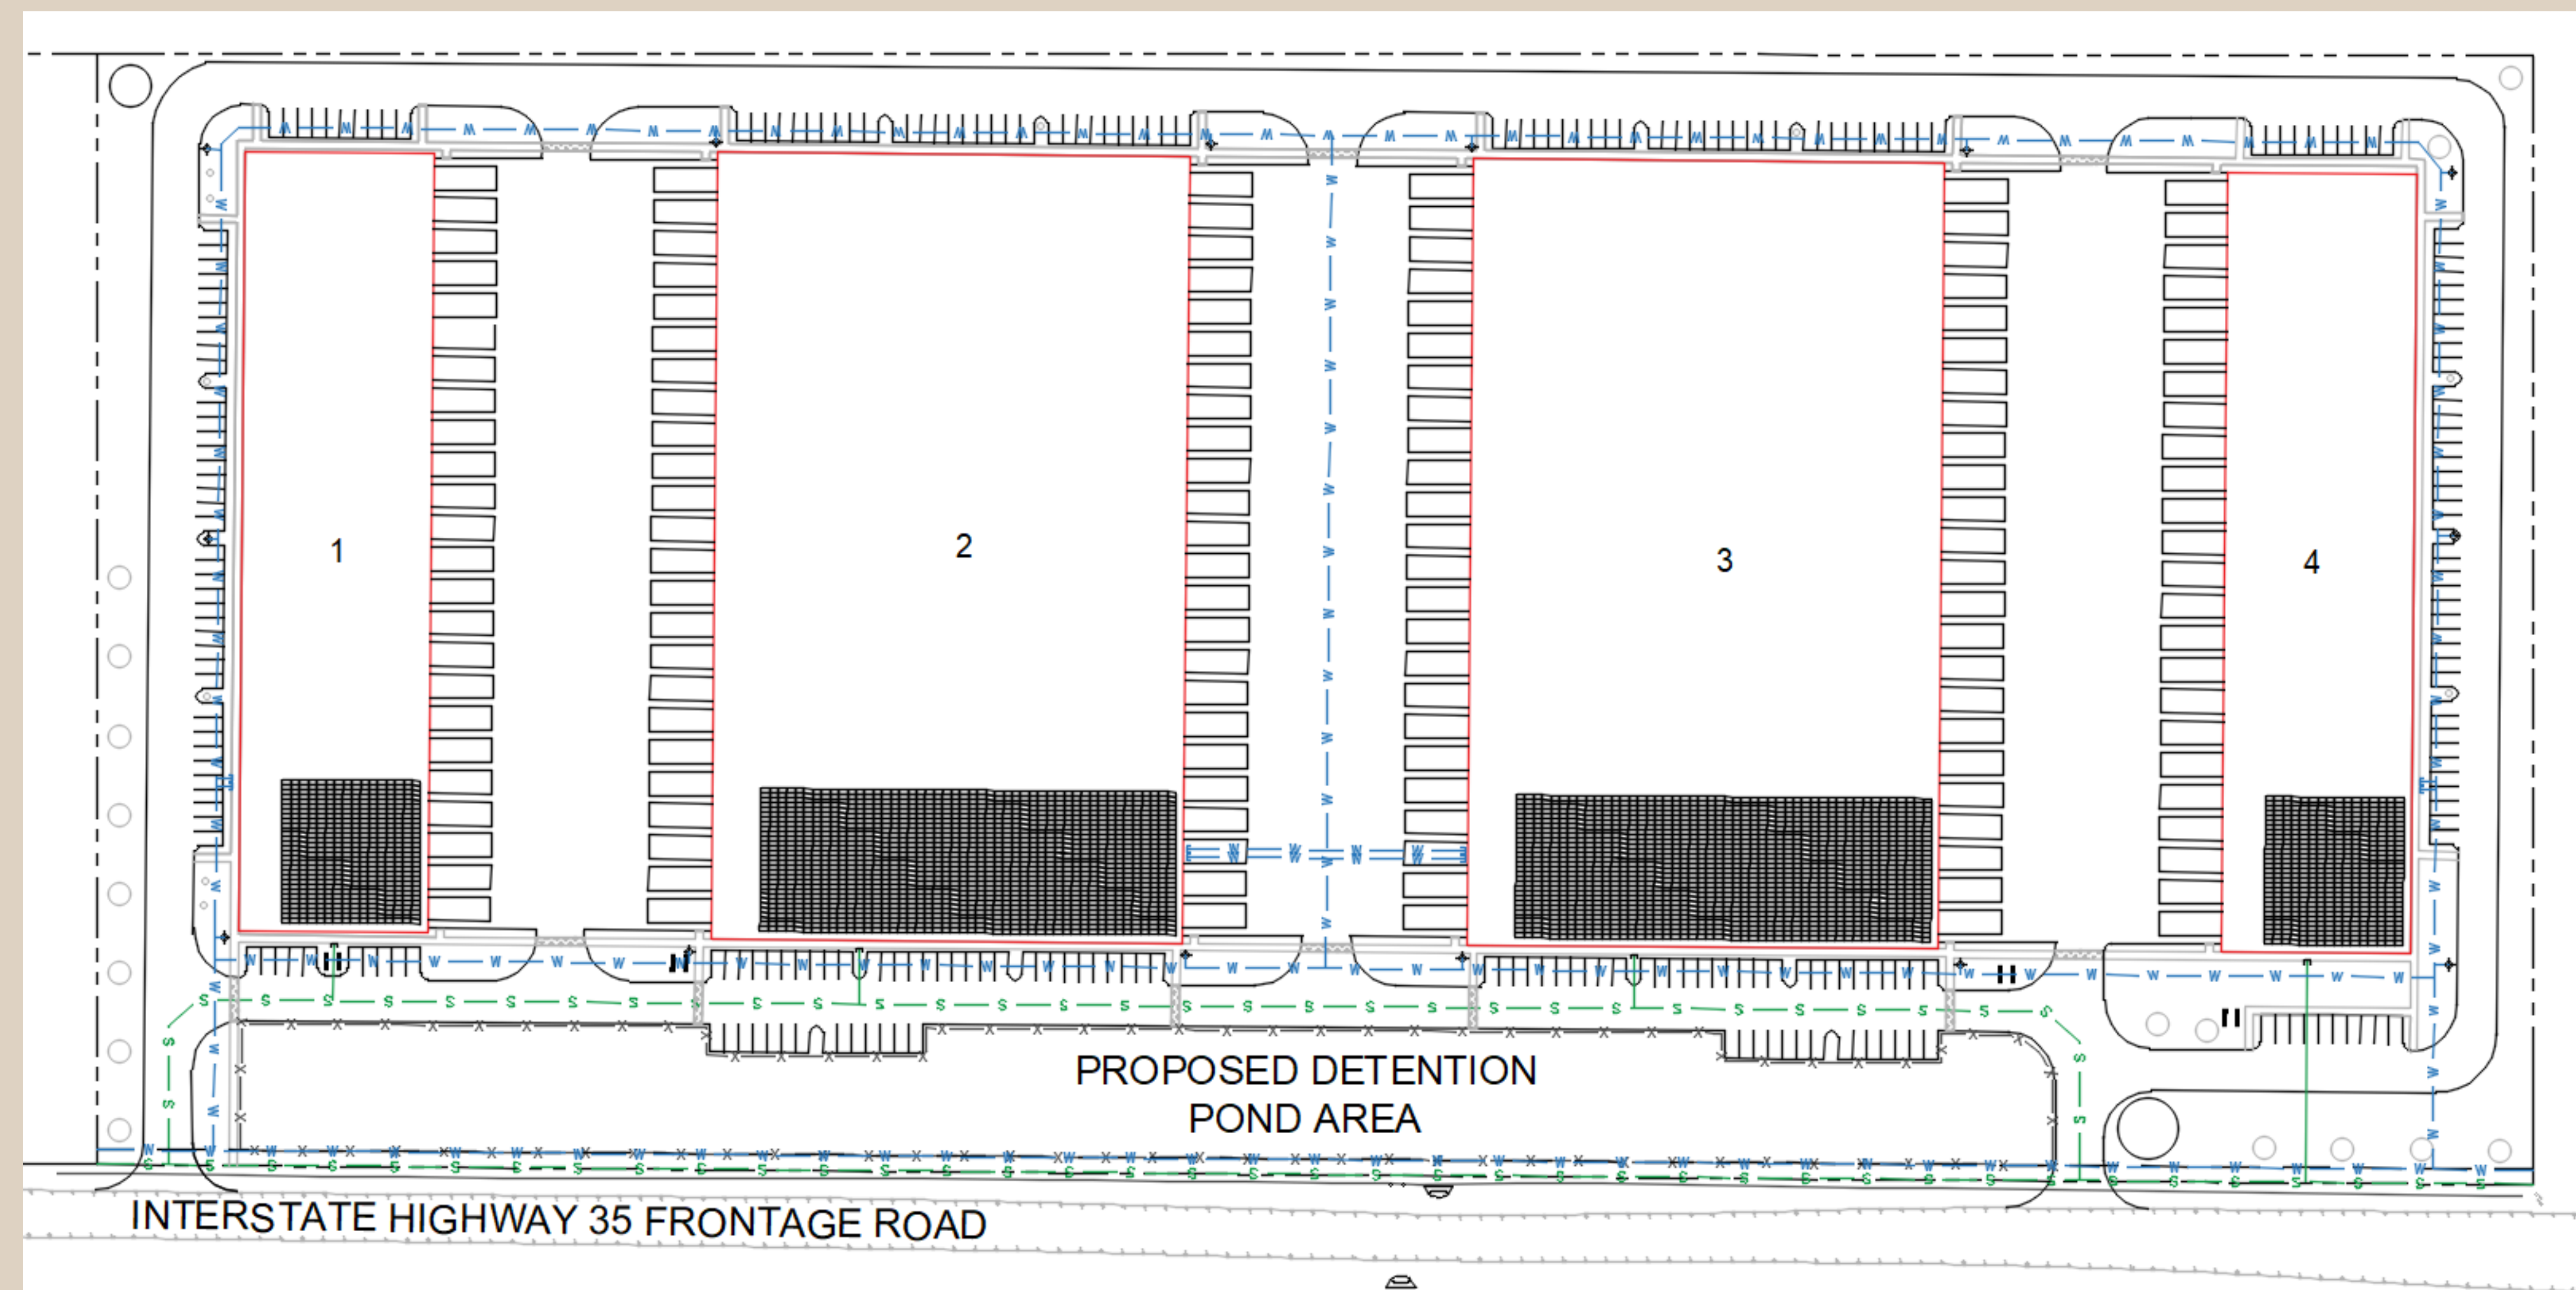 1
2
3
4
PROPOSED DETENTION
POND AREA
INTERSTATE HIGHWAY 35 FRONTAGE ROAD